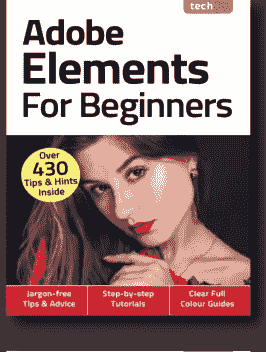 tech
Adobe
Elements
For Beginners
Over
430
Tips & Hints
Inside
Jargon-free
Tips & Advice
Step-by-step
Tutorials
Clear Full
Colour Guides